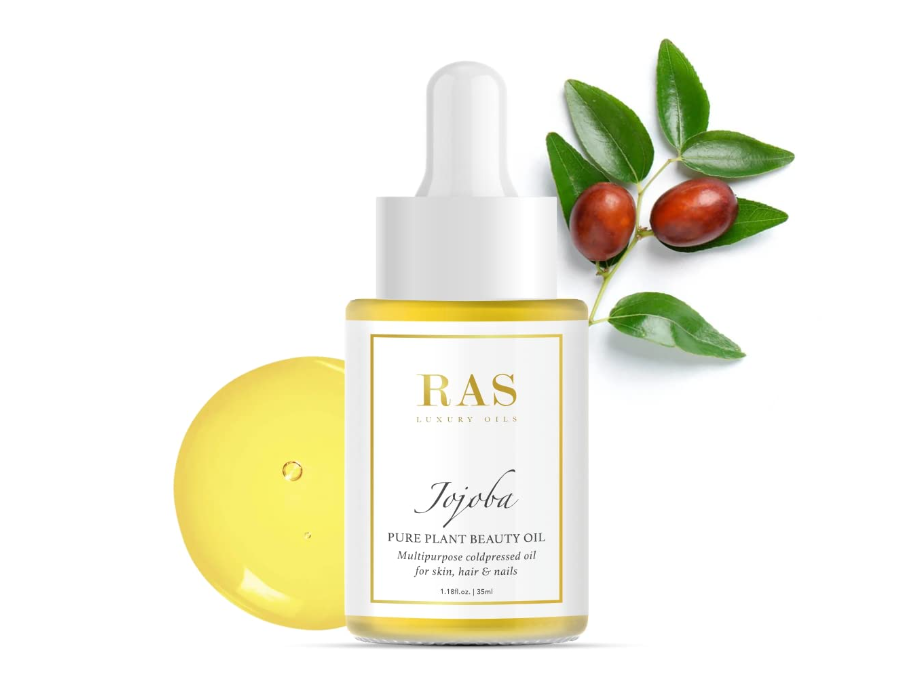 RAS
LUXURY OILS
Jojoba
PURE PLANT BEAUTY OIL
Multipurpose coldpressed oil
for skin, hair & nails
1.18fl.oz. | 35ml